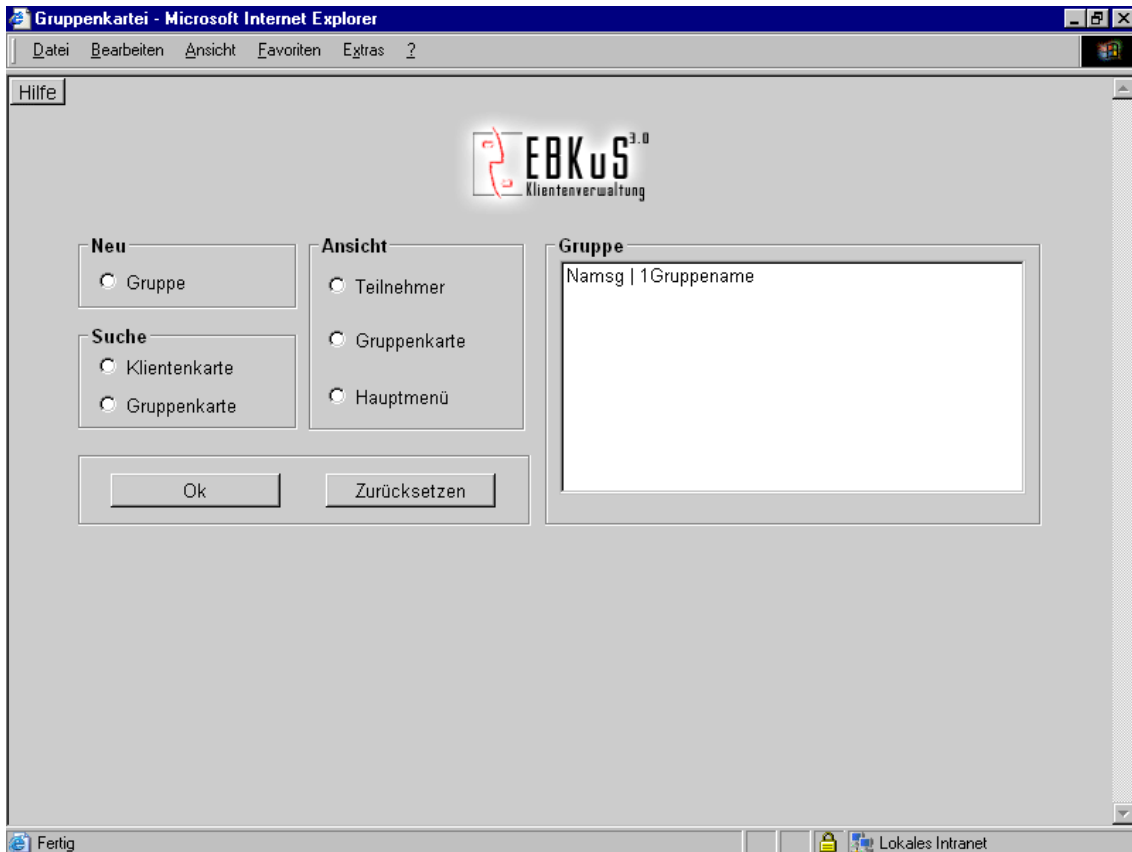 Gruppenkartei - Microsoft Internet Explorer
Datei Bearbeiten Ansicht Favoriten Extras ?
Hilfe
EBKuS 3.0
Klientenverwaltung
Neu
Gruppe
Suche
Klientenkarte
Gruppenkarte
Ansicht
Teilnehmer
Gruppenkarte
Hauptmenü
Gruppe
Namsg | 1Gruppename
Ok
Zurücksetzen
Fertig
Lokales Intranet